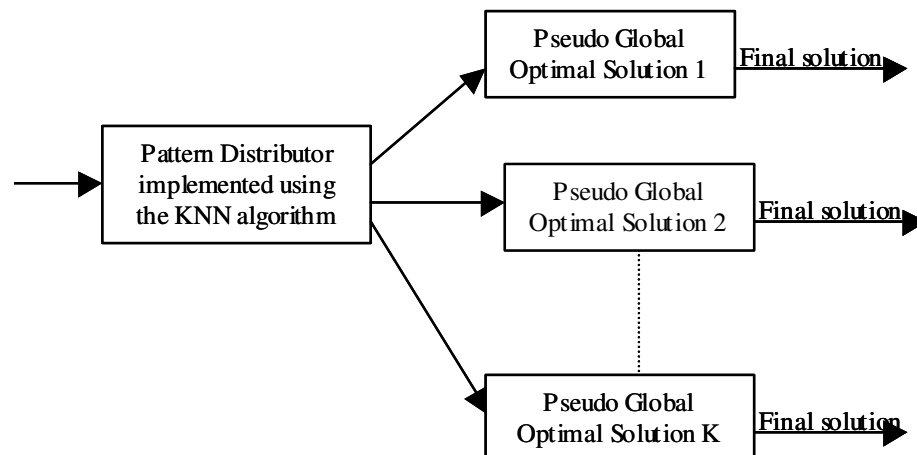 Pseudo Global
Optimal Solution 1
Final solution
Pattern Distributor
implemented using
the KNN algorithm
Pseudo Global
Optimal Solution 2
Final solution
Pseudo Global
Optimal Solution K
Final solution